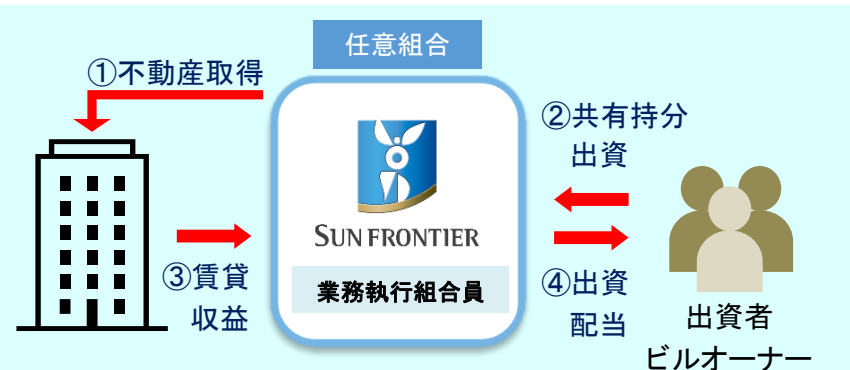 任意組合
①不動産取得
②共有持分
出資
SUN FRONTIER
業務執行組合員
③賃貸
収益
④出資
配当
出資者
ビルオーナー